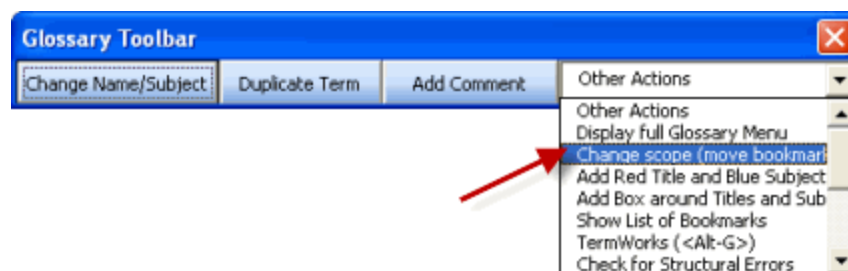 Glossary Toolbar
Change Name/Subject Duplicate Term Add Comment Other Actions
Other Actions
Display full Glossary Menu
Change scope (move bookmark
Add Red Title and Blue Subject
Add Box around Titles and Sub
Show List of Bookmarks
TermWorks (<Alt-G>)
Check for Structural Errors